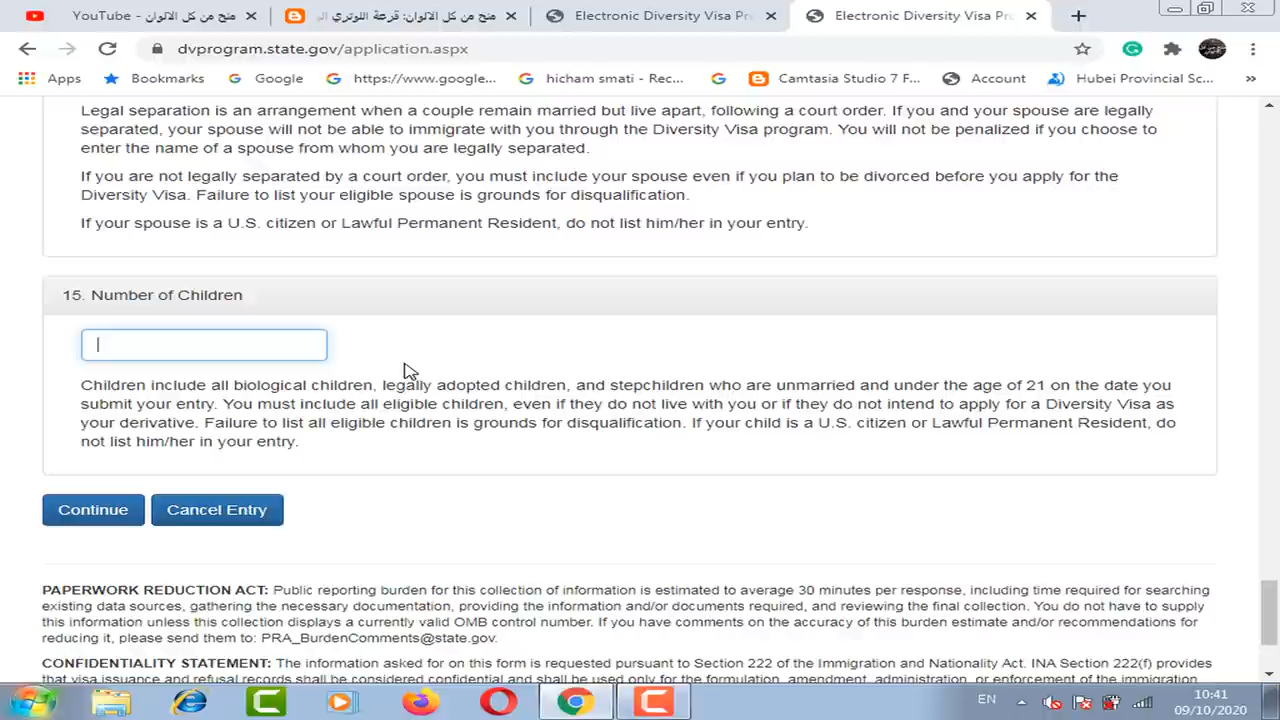 YouTube - منح من كل الالوان
منح من كل الالوان: قرعة اللوتري
Electronic Diversity Visa Pr
Electronic Diversity Visa Pr
dvprogram.state.gov/application.aspx
Apps Bookmarks Google https://www.google... hicham smati - Rec... Camtasia Studio 7 F... Account Hubei Provincial Sc... »
Legal separation is an arrangement when a couple remain married but live apart, following a court order. If you and your spouse are legally
separated, your spouse will not be able to immigrate with you through the Diversity Visa program. You will not be penalized if you choose to
enter the name of a spouse from whom you are legally separated.
If you are not legally separated by a court order, you must include your spouse even if you plan to be divorced before you apply for the
Diversity Visa. Failure to list your eligible spouse is grounds for disqualification.
If your spouse is a U.S. citizen or Lawful Permanent Resident, do not list him/her in your entry.
15. Number of Children
Children include all biological children, legally adopted children, and stepchildren who are unmarried and under the age of 21 on the date you
submit your entry. You must include all eligible children, even if they do not live with you or if they do not intend to apply for a Diversity Visa as
your derivative. Failure to list all eligible children is grounds for disqualification. If your child is a U.S. citizen or Lawful Permanent Resident, do
not list him/her in your entry.
Continue Cancel Entry
PAPERWORK REDUCTION ACT: Public reporting burden for this collection of information is estimated to average 30 minutes per response, including time required for searching
existing data sources, gathering the necessary documentation, providing the information and/or documents required, and reviewing the final collection. You do not have to supply
this information unless this collection displays a currently valid OMB control number. If you have comments on the accuracy of this burden estimate and/or recommendations for
reducing it, please send them to: PRA_BurdenComments@state.gov.
CONFIDENTIALITY STATEMENT: The information asked for on this form is requested pursuant to Section 222 of the Immigration and Nationality Act. INA Section 222(f) provides
that visa issuance and refusal records shall be considered confidential and shall be used only for the formulation, amendment, administration, or enforcement of the immigration,
EN
10:41
09/10/2020